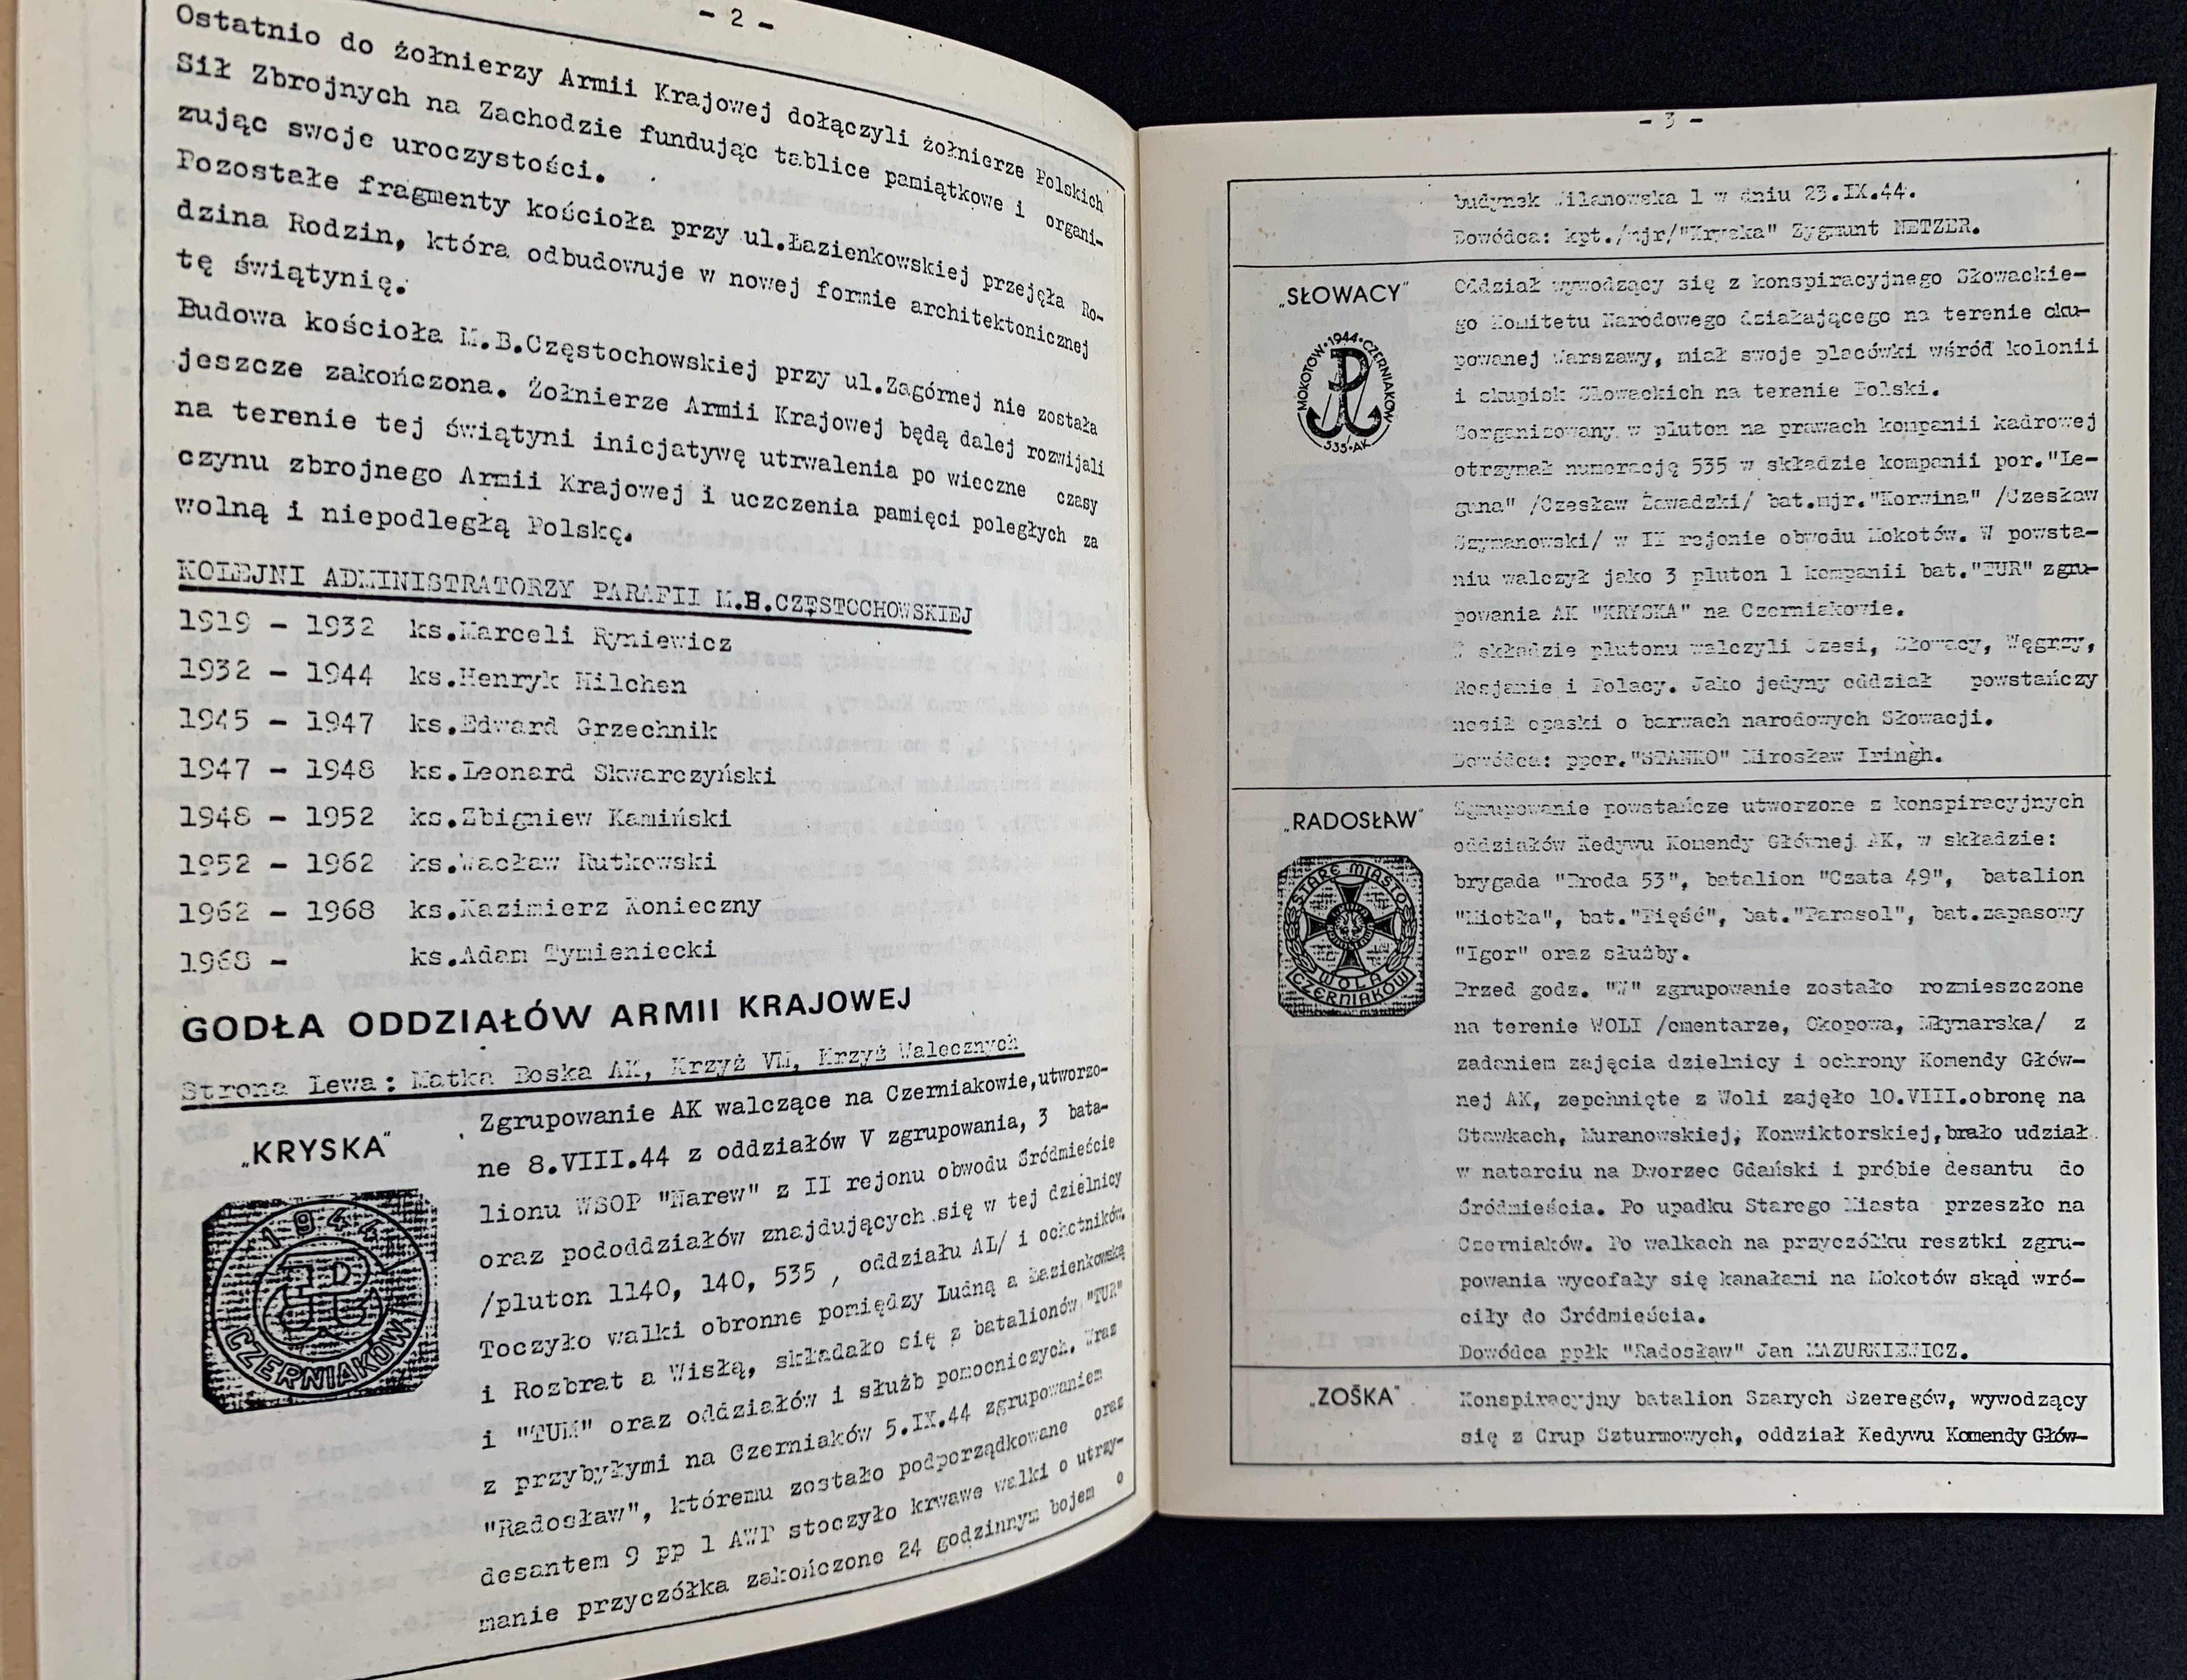 - 2 -
Ostatnio do żołnierzy Armii Krajowej dołączyli żołnierze Polskich
Sił Zbrojnych na Zachodzie fundując tablice pamiątkowe i organi-
zując swoje uroczystości.
Pozostałe fragmenty kościoła przy ul.Łazienkowskiej przejęła Ro-
dzina Rodzin, która odbudowuje w nowej formie architektonicznej
tę świątynię.
Budowa kościoła M.B.Częstochowskiej przy ul.Zagórnej nie została
jeszcze zakończona. Żołnierze Armii Krajowej będą dalej rozwijali
na terenie tej świątyni inicjatywę utrwalenia po wieczne czasy
czynu zbrojnego Armii Krajowej i uczczenia pamięci poległych za
wolną i niepodległą Polskę.
KOLEJNI ADMINISTRATORZY PARAFII M.B.CZĘSTOCHOWSKIEJ
1919 - 1932 ks.Marceli Ryniewicz
1932 - 1944 ks.Henryk Hilchen
1945 - 1947 ks.Edward Grzechnik
1947 - 1948 ks.Leonard Skwarczyński
1948 - 1952 ks.Zbigniew Kamiński
1952 - 1962 ks.Wacław Rutkowski
1962 - 1968 ks.Kazimierz Konieczny
1968 - ks.Adam Tymieniecki
GODŁA ODDZIAŁÓW ARMII KRAJOWEJ
Strona Lewa: Matka Boska AK, Krzyż VM, Krzyż Walecznych
„KRYSKA"
1944
CZERNIAKÓW
Zgrupowanie AK walczące na Czerniakowie,utworzo-
ne 8.VIII.44 z oddziałów V zgrupowania, 3 bata-
lionu WSOP "Narew" z II rejonu obwodu Śródmieście
oraz pododdziałów znajdujących się w tej dzielnicy
/pluton 1140, 140, 535 , oddziału AL/ i ochotników.
Toczyło walki obronne pomiędzy Ludną a Łazienkowską
i Rozbrat a Wisłą, składało się z batalionów "TUR"
i "TUM" oraz oddziałów i służb pomocniczych. Wraz
z przybyłymi na Czerniaków 5.IX.44 zgrupowaniem
"Radosław", któremu zostało podporządkowane oraz
desantem 9 pp 1 AWP stoczyło krwawe walki o utrzy-
manie przyczółka zakończone 24 godzinnym bojem o
- 3 -
budynek Wilanowska 1 w dniu 23.IX.44.
Dowódca: kpt./mjr/"Kryska" Zygmunt NETZER.
„SŁOWACY"
MOKOTÓW·1944·CZERNIAKÓW
535·AK
Oddział wywodzący się z konspiracyjnego Słowackie-
go Komitetu Narodowego działającego na terenie oku-
powanej Warszawy, miał swoje placówki wśród kolonii
i skupisk Słowackich na terenie Polski.
Zorganizowany w pluton na prawach kompanii kadrowej
otrzymał numerację 535 w składzie kompanii por."Le-
guna" /Czesław Zawadzki/ bat.mjr."Korwina" /Czesław
Szymanowski/ w II rejonie obwodu Mokotów. W powsta-
niu walczył jako 3 pluton 1 kompanii bat."TUR" zgru-
powania AK "KRYSKA" na Czerniakowie.
W składzie plutonu walczyli Czesi, Słowacy, Węgrzy,
Rosjanie i Polacy. Jako jedyny oddział powstańczy
nosił opaski o barwach narodowych Słowacji.
Dowódca: ppor."STANKO" Mirosław Iringh.
„RADOSŁAW"
STARE MIASTO
WOLA
CZERNIAKÓW
Zgrupowanie powstańcze utworzone z konspiracyjnych
oddziałów Kedywu Komendy Głównej AK, w składzie:
brygada "Broda 53", batalion "Czata 49", batalion
"Miotła", bat."Pięść", bat."Parasol", bat.zapasowy
"Igor" oraz służby.
Przed godz. "W" zgrupowanie zostało rozmieszczone
na terenie WOLI /cmentarze, Okopowa, Młynarska/ z
zadaniem zajęcia dzielnicy i ochrony Komendy Głów-
nej AK, zepchnięte z Woli zajęło 10.VIII.obronę na
Stawkach, Muranowskiej, Konwiktorskiej,brało udział
w natarciu na Dworzec Gdański i próbie desantu do
Śródmieścia. Po upadku Starego Miasta przeszło na
Czerniaków. Po walkach na przyczółku resztki zgru-
powania wycofały się kanałami na Mokotów skąd wró-
ciły do Śródmieścia.
Dowódca ppłk "Radosław" Jan MAZURKIEWICZ.
„ZOŚKA"
Konspiracyjny batalion Szarych Szeregów, wywodzący
się z Grup Szturmowych, oddział Kedywu Komendy Głów-